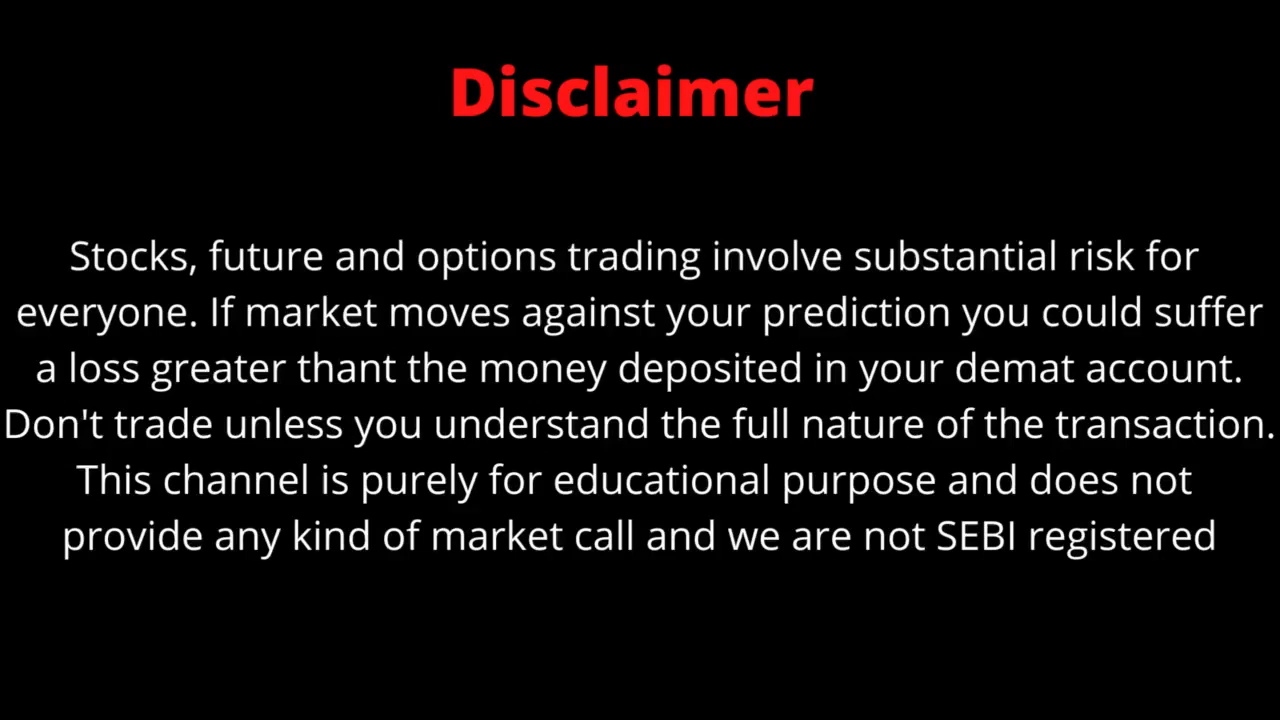 Disclaimer
Stocks, future and options trading involve substantial risk for
everyone. If market moves against your prediction you could suffer
a loss greater thant the money deposited in your demat account.
Don't trade unless you understand the full nature of the transaction.
This channel is purely for educational purpose and does not
provide any kind of market call and we are not SEBI registered